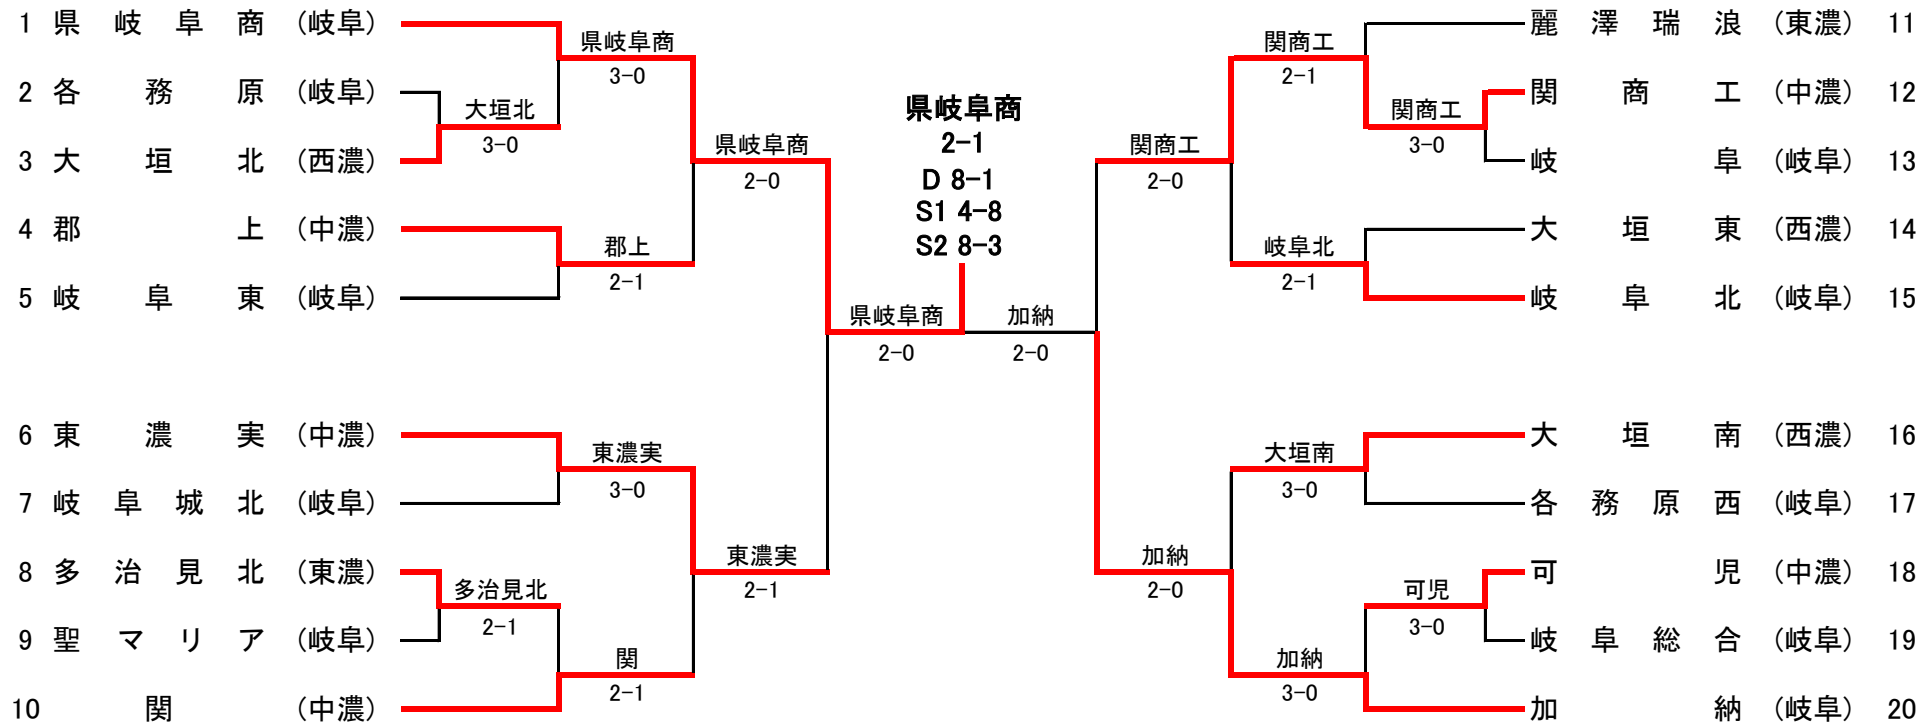 1 県岐阜商 (岐阜)
2 各務原 (岐阜)
3 大垣北 (西濃)
4 郡上 (中濃)
5 岐阜東 (岐阜)
6 東濃実 (中濃)
7 岐阜城北 (岐阜)
8 多治見北 (東濃)
9 聖マリア (岐阜)
10 関 (中濃)
大垣北
3-0
多治見北
2-1
県岐阜商
3-0
郡上
2-1
東濃実
3-0
関
2-1
県岐阜商
2-0
東濃実
2-1
県岐阜商
2-0
県岐阜商
2-1
D 8-1
S1 4-8
S2 8-3
加納
2-0
関商工
2-0
加納
2-0
関商工
2-1
岐阜北
2-1
大垣南
3-0
加納
3-0
関商工
3-0
可児
3-0
麗澤瑞浪 (東濃) 11
関商工 (中濃) 12
岐阜 (岐阜) 13
大垣東 (西濃) 14
岐阜北 (岐阜) 15
大垣南 (西濃) 16
各務原西 (岐阜) 17
可児 (中濃) 18
岐阜総合 (岐阜) 19
加納 (岐阜) 20